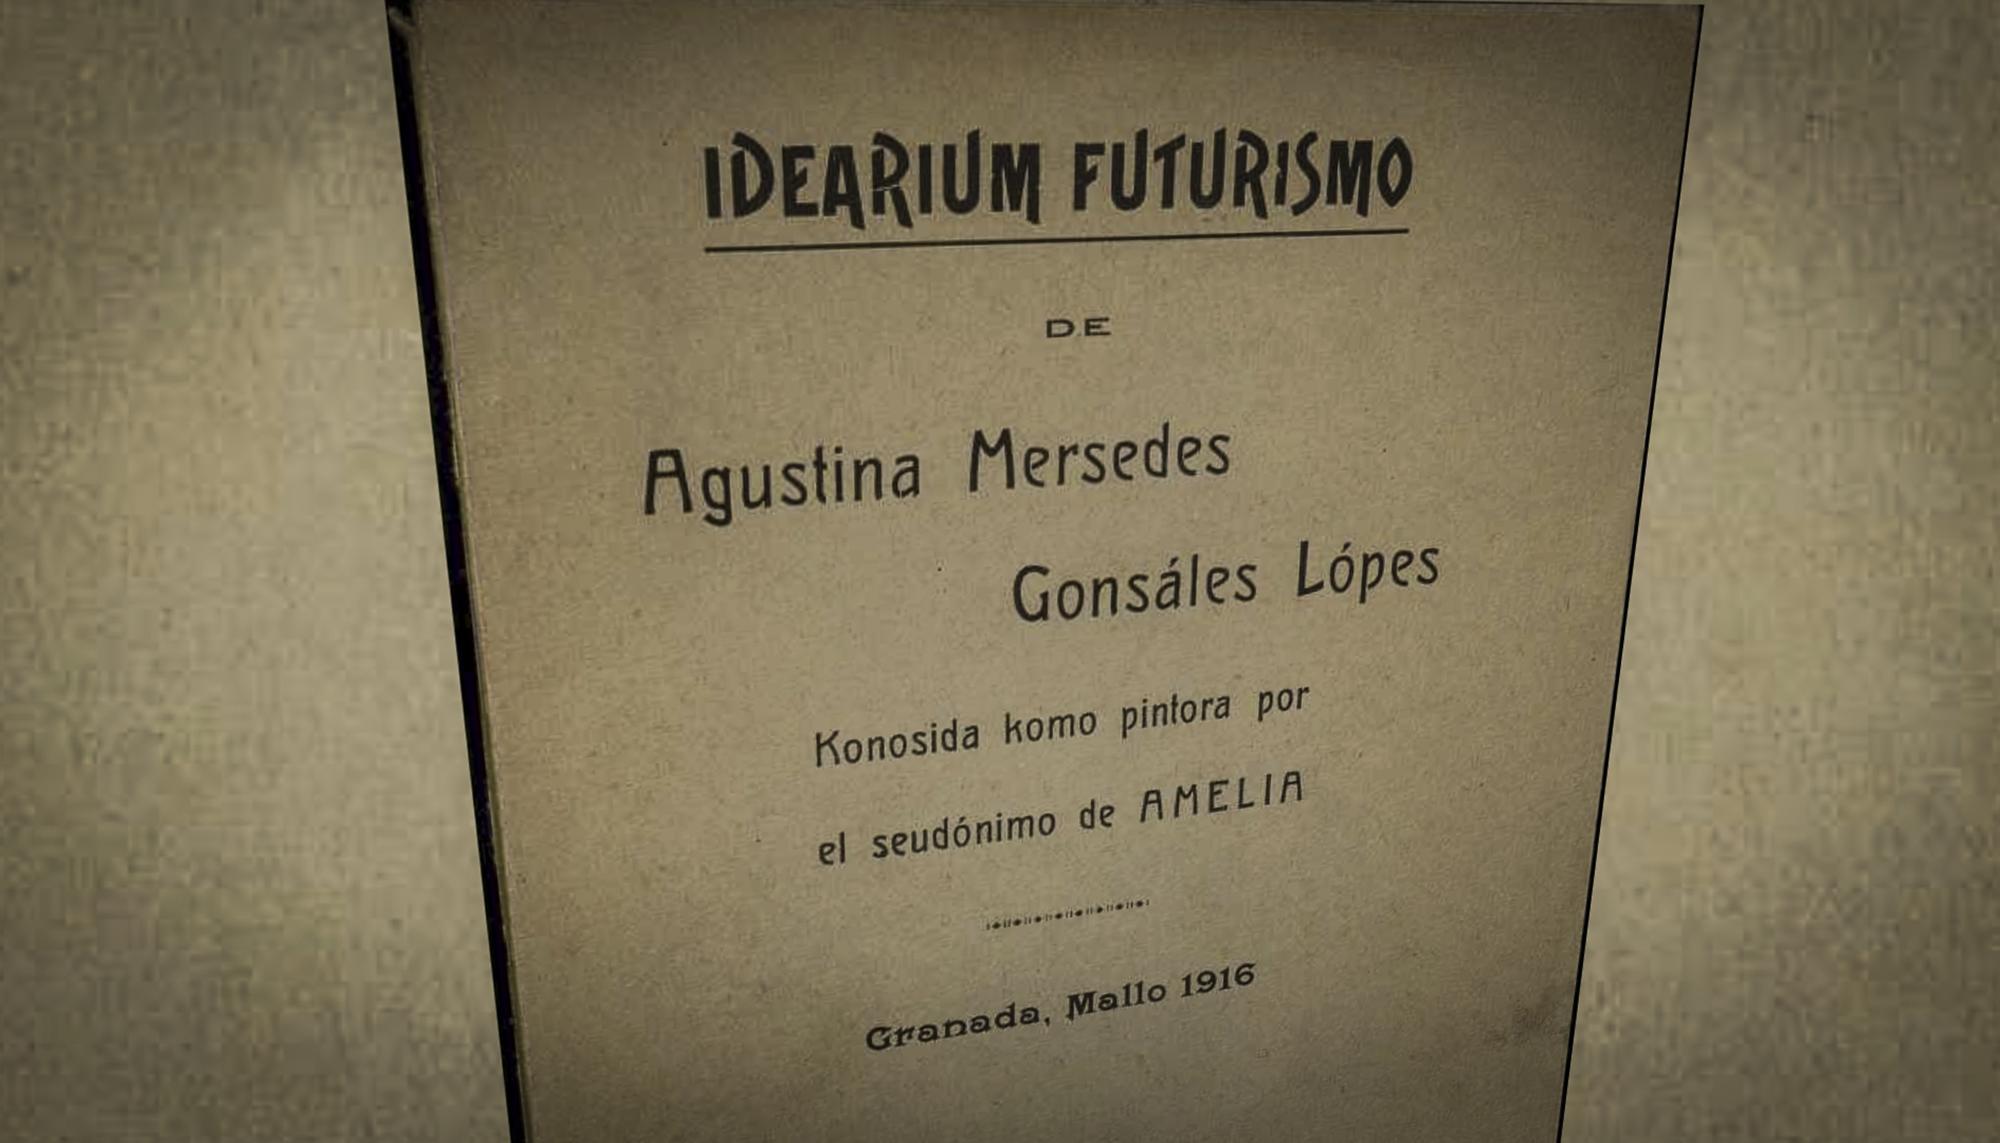 IDEARIUM FUTURISMO
DE
Agustina Mersedes
Gonsáles Lópes
Konosida komo pintora por
el seudónimo de AMELIA
Granada, Mallo 1916